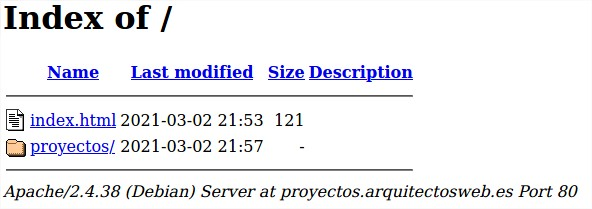 Index of /
Name Last modified Size Description
index.html 2021-03-02 21:53 121
proyectos/ 2021-03-02 21:57 -
Apache/2.4.38 (Debian) Server at proyectos.arquitectosweb.es Port 80